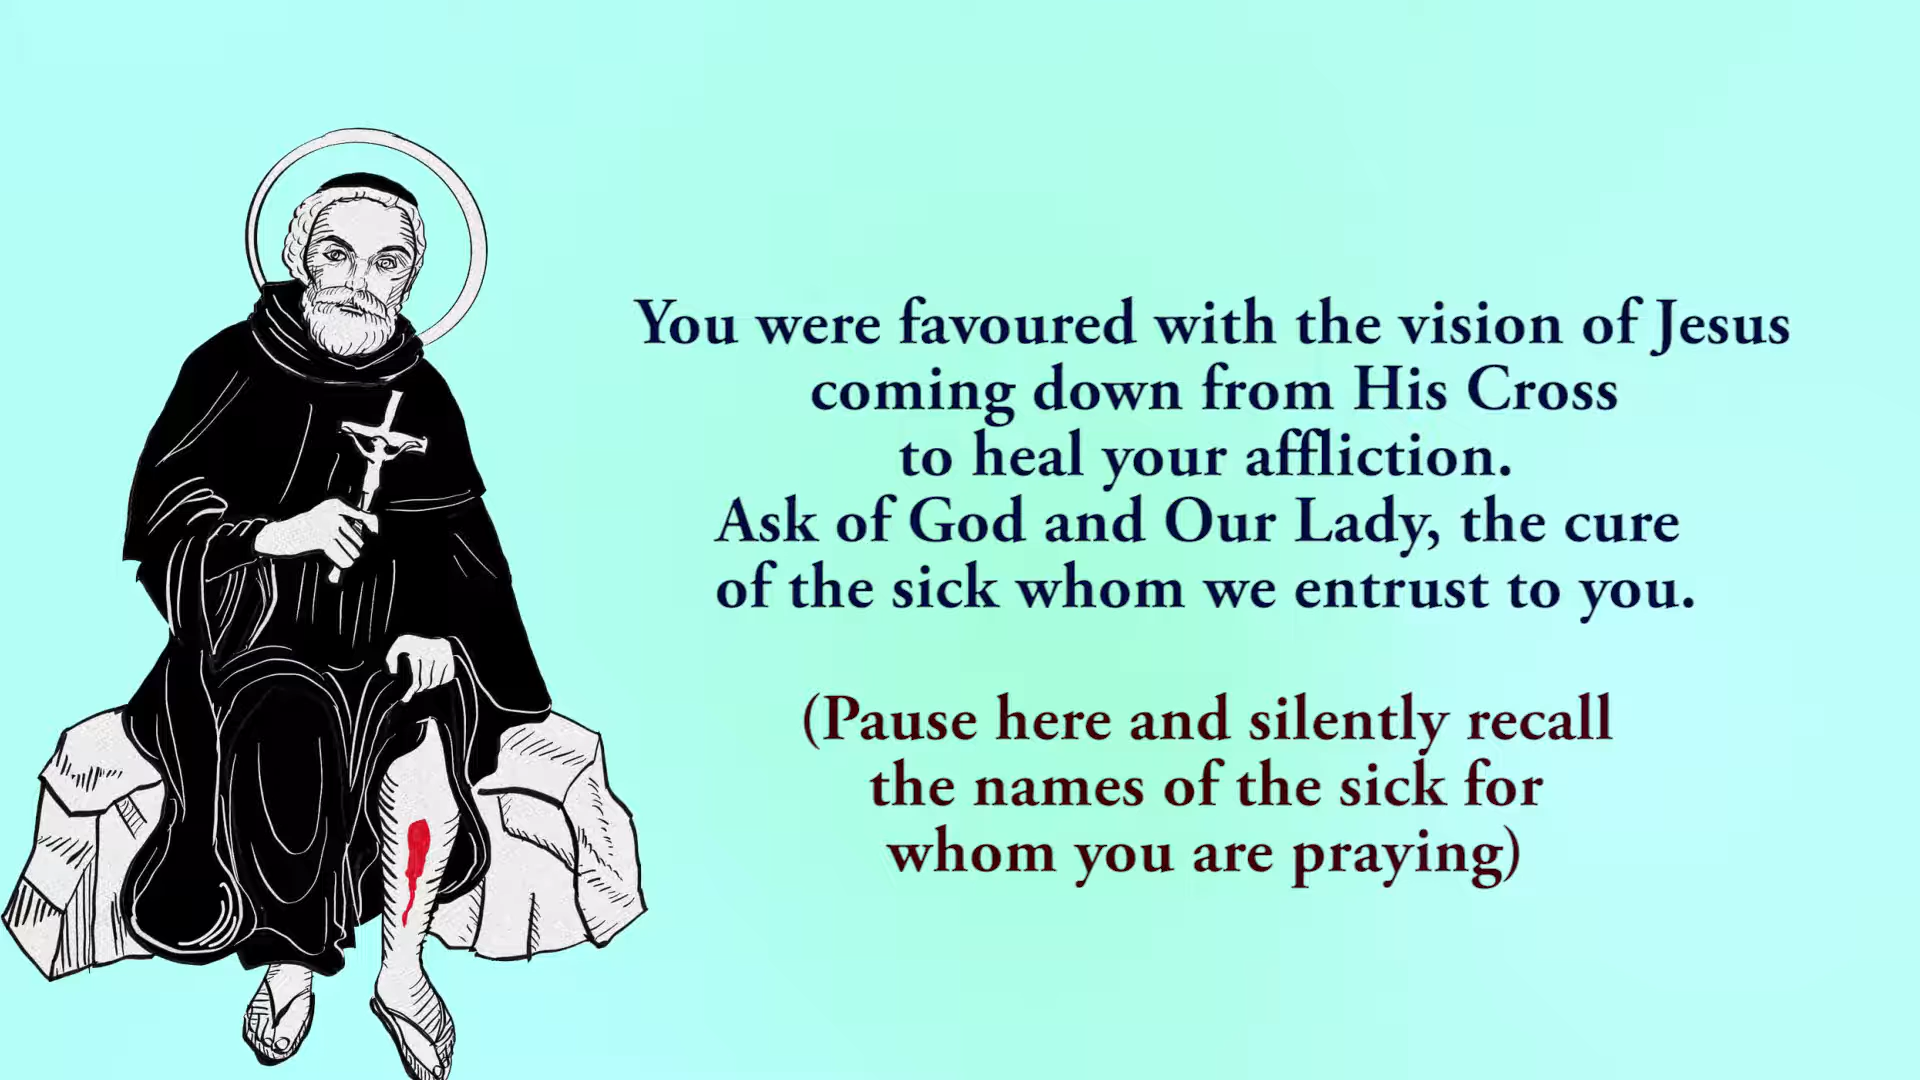 You were favoured with the vision of Jesus
coming down from His Cross
to heal your affliction.
Ask of God and Our Lady, the cure
of the sick whom we entrust to you.
(Pause here and silently recall
the names of the sick for
whom you are praying)